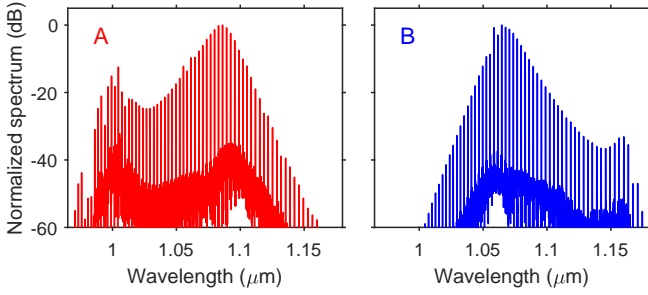 A
B
Normalized spectrum (dB)
0
-20
-40
-60
1
1.05
1.1
1.15
1
1.05
1.1
1.15
Wavelength (μm)
Wavelength (μm)